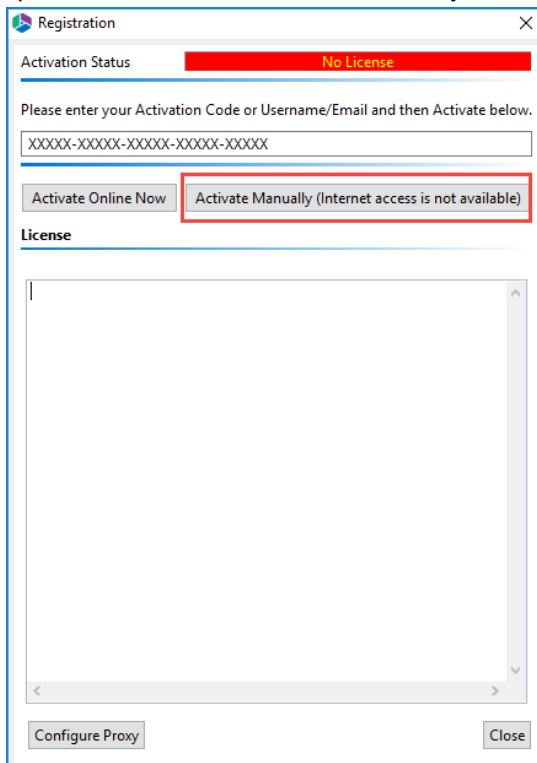 Registration
Activation Status No License
Please enter your Activation Code or Username/Email and then Activate below.
XXXXX-XXXXX-XXXXX-XXXXX-XXXXX
Activate Online Now Activate Manually (Internet access is not available)
License
Configure Proxy Close